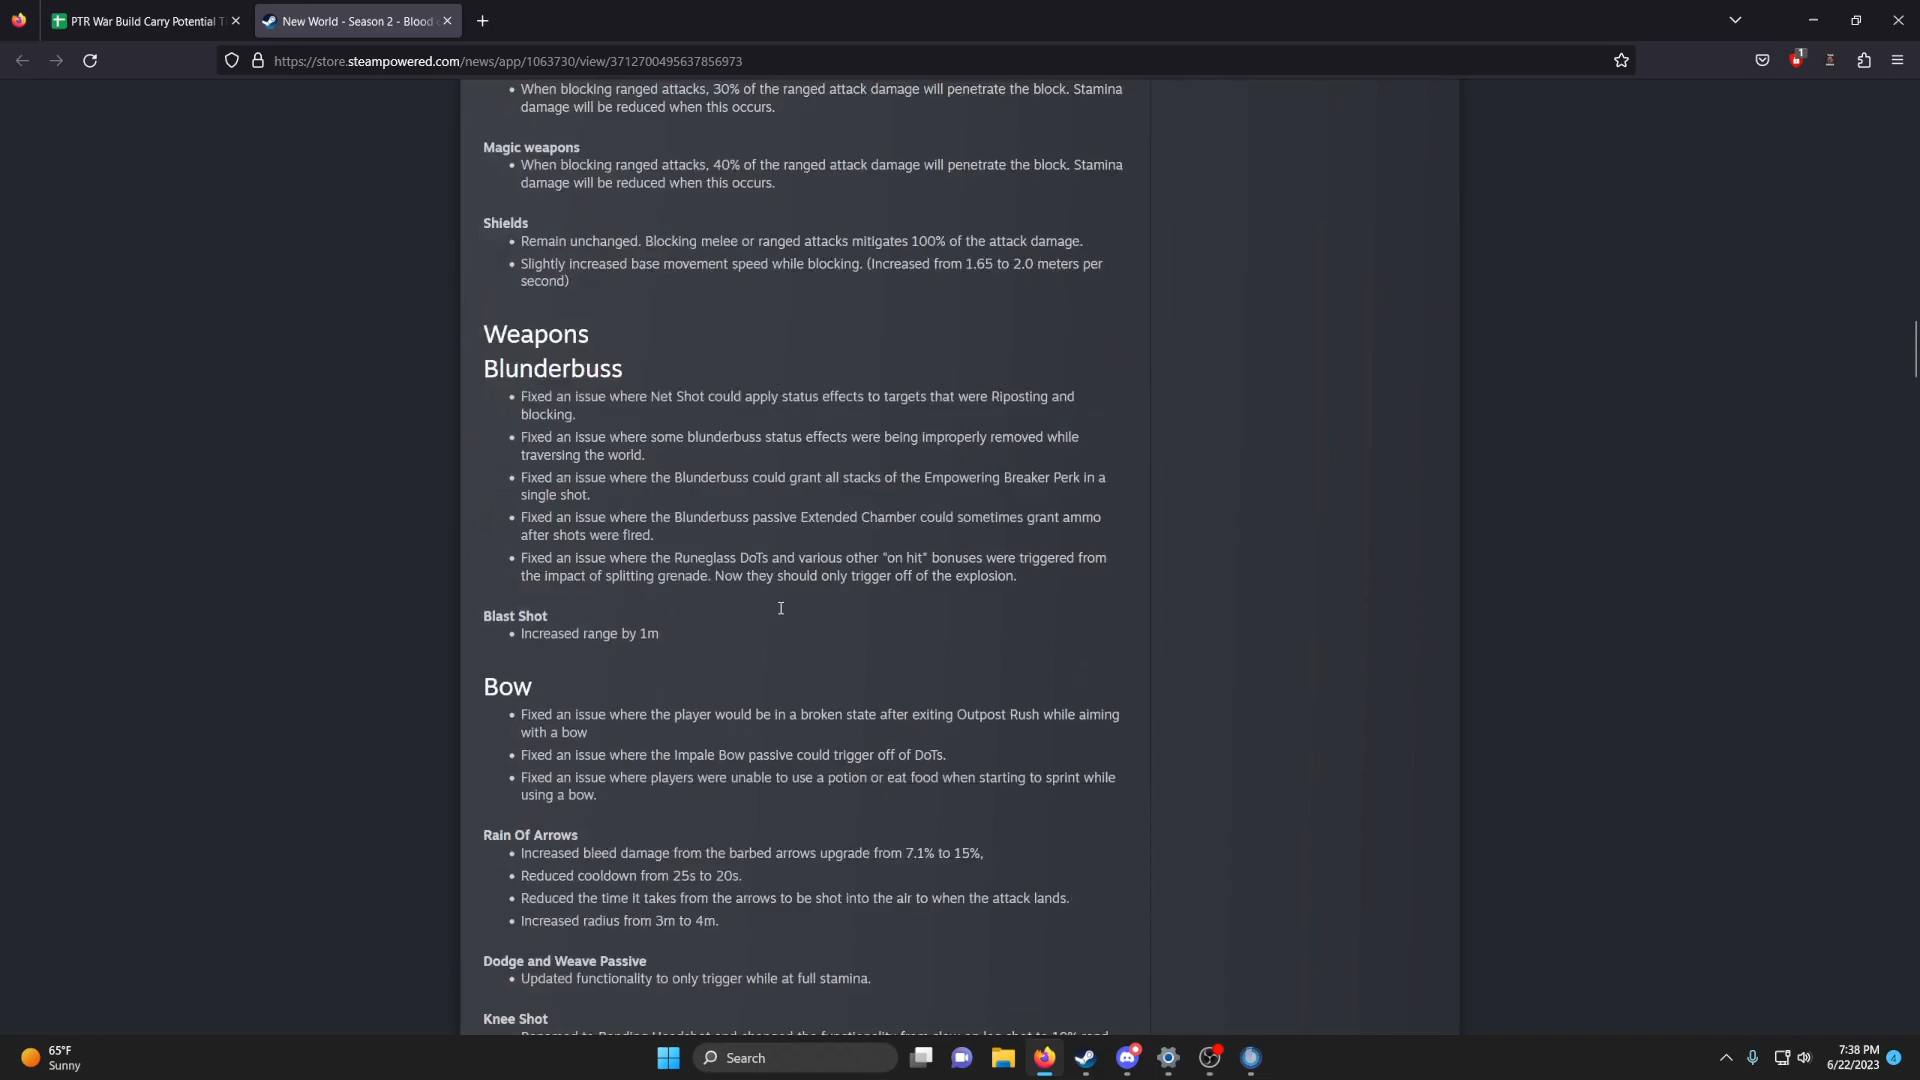 PTR War Build Carry Potential T
New World - Season 2 - Blood
https://store.steampowered.com/news/app/1063730/view/3712700495637856973
1
• When blocking ranged attacks, 30% of the ranged attack damage will penetrate the block. Stamina
damage will be reduced when this occurs.
Magic weapons
• When blocking ranged attacks, 40% of the ranged attack damage will penetrate the block. Stamina
damage will be reduced when this occurs.
Shields
• Remain unchanged. Blocking melee or ranged attacks mitigates 100% of the attack damage.
• Slightly increased base movement speed while blocking. (Increased from 1.65 to 2.0 meters per
second)
Weapons
Blunderbuss
• Fixed an issue where Net Shot could apply status effects to targets that were Riposting and
blocking.
• Fixed an issue where some blunderbuss status effects were being improperly removed while
traversing the world.
• Fixed an issue where the Blunderbuss could grant all stacks of the Empowering Breaker Perk in a
single shot.
• Fixed an issue where the Blunderbuss passive Extended Chamber could sometimes grant ammo
after shots were fired.
• Fixed an issue where the Runeglass DoTs and various other "on hit" bonuses were triggered from
the impact of splitting grenade. Now they should only trigger off of the explosion.
Blast Shot
• Increased range by 1m
Bow
• Fixed an issue where the player would be in a broken state after exiting Outpost Rush while aiming
with a bow
• Fixed an issue where the Impale Bow passive could trigger off of DoTs.
• Fixed an issue where players were unable to use a potion or eat food when starting to sprint while
using a bow.
Rain Of Arrows
• Increased bleed damage from the barbed arrows upgrade from 7.1% to 15%,
• Reduced cooldown from 25s to 20s.
• Reduced the time it takes from the arrows to be shot into the air to when the attack lands.
• Increased radius from 3m to 4m.
Dodge and Weave Passive
• Updated functionality to only trigger while at full stamina.
Knee Shot
65°F
Sunny
Search
7:38 PM
6/22/2023
4